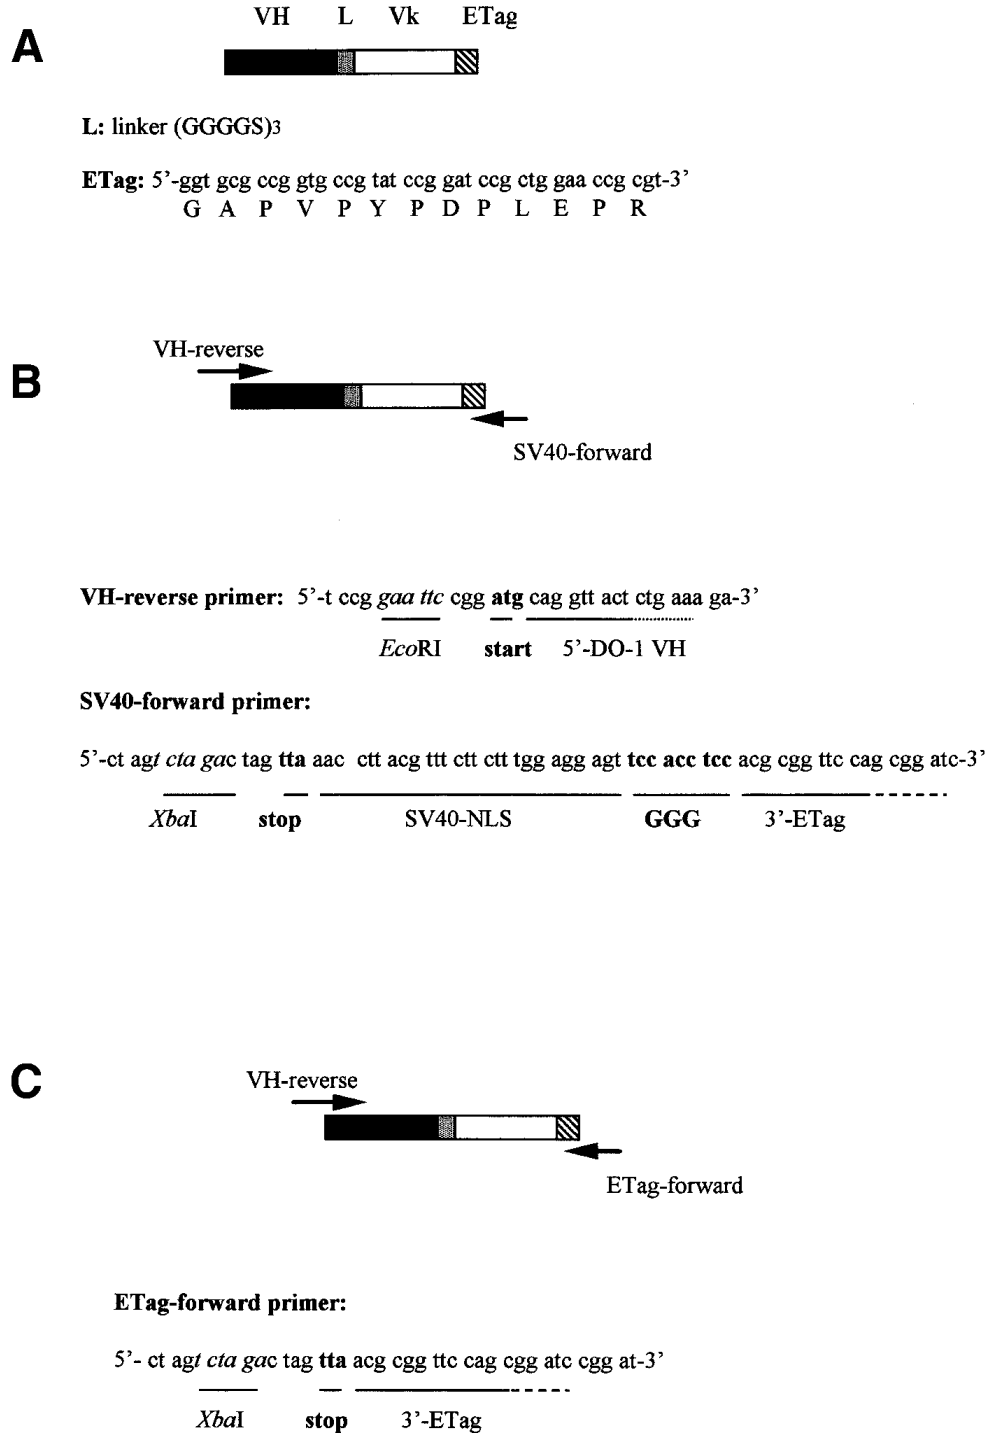 A
VH L Vk ETag
L: linker (GGGGS)3
ETag: 5’-ggt gcg ccg gtg ccg tat ccg gat ccg ctg gaa ccg cgt-3’
G A P V P Y P D P L E P R
B
VH-reverse
SV40-forward
VH-reverse primer: 5’-t ccg gaa ttc cgg atg cag gtt act ctg aaa ga-3’
EcoRI start 5’-DO-1 VH
SV40-forward primer:
5’-ct agt cta gac tag tta aac ctt acg ttt ctt ctt tgg agg agt tcc acc tcc acg cgg ttc cag cgg atc-3’
XbaI stop SV40-NLS GGG 3’-ETag
C
VH-reverse
ETag-forward
ETag-forward primer:
5’- ct agt cta gac tag tta acg cgg ttc cag cgg atc cgg at-3’
XbaI stop 3’-ETag